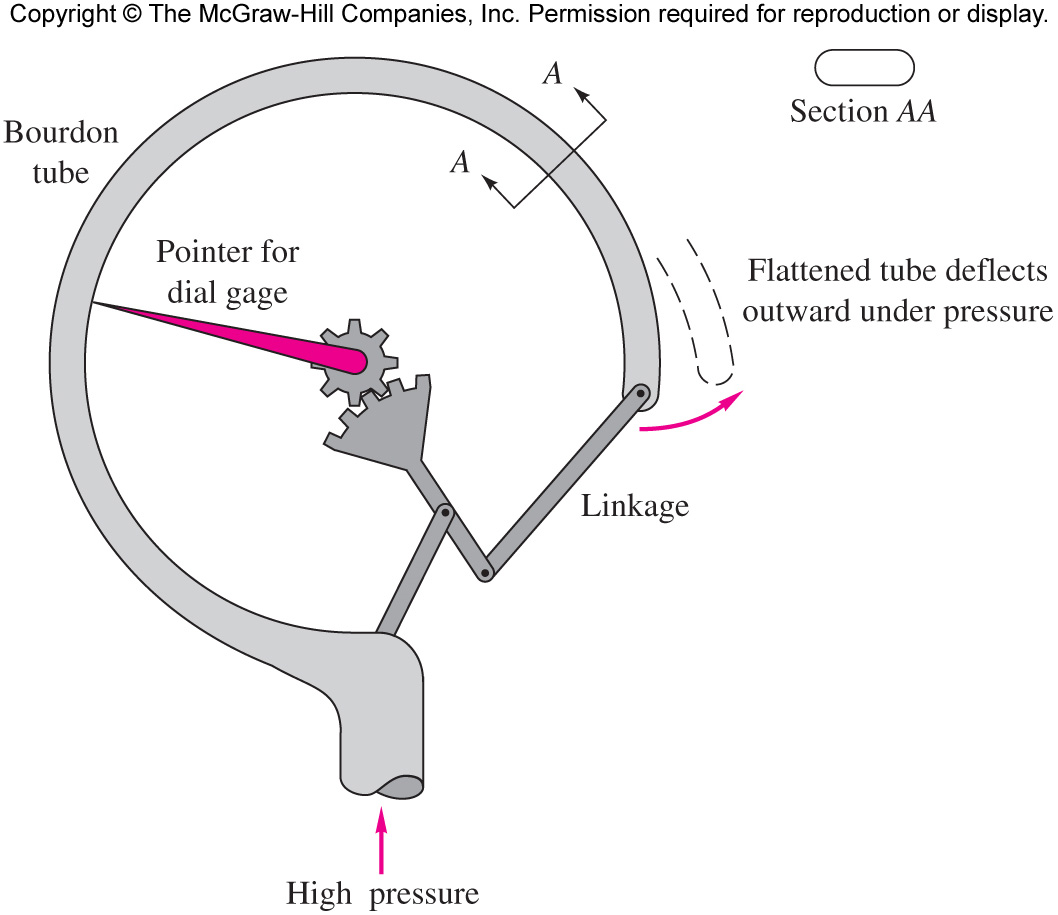 Copyright © The McGraw-Hill Companies, Inc. Permission required for reproduction or display.
A
Section AA
Bourdon
tube
A
Pointer for
dial gage
Flattened tube deflects
outward under pressure
Linkage
High pressure